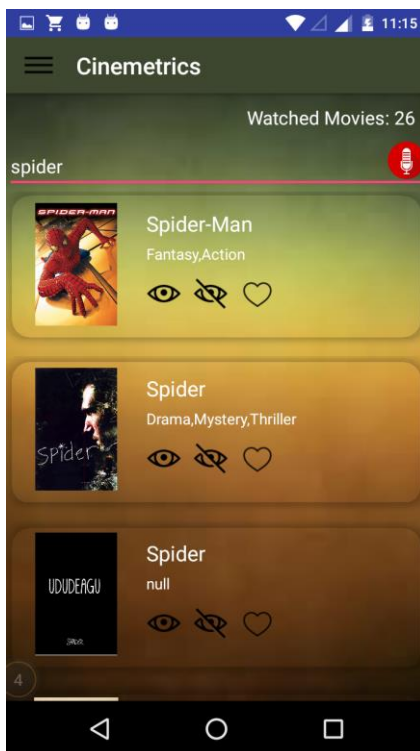 11:15
Cinemetrics
Watched Movies: 26
spider
SPIDER-MAN
Spider-Man
Fantasy,Action
Spider
Drama,Mystery,Thriller
Spider
UDUDEAGU
Spider
null
4